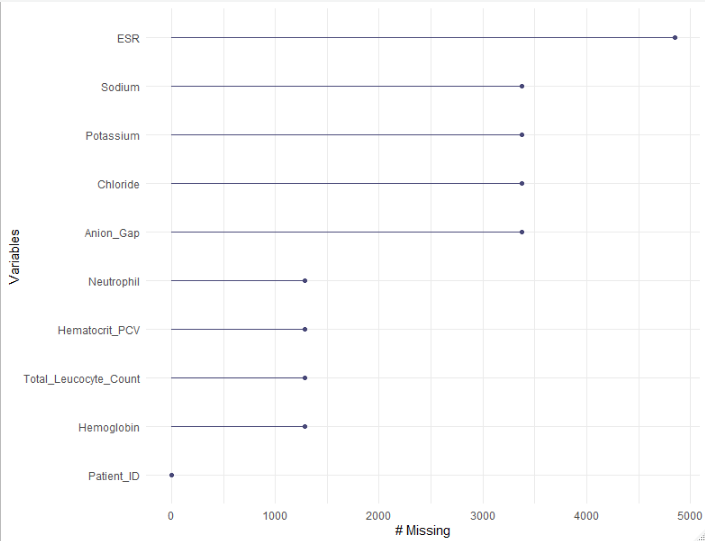 ESR
Sodium
Potassium
Chloride
Anion_Gap
Neutrophil
Hematocrit_PCV
Total_Leucocyte_Count
Hemoglobin
Patient_ID
Variables
0 1000 2000 3000 4000 5000
# Missing